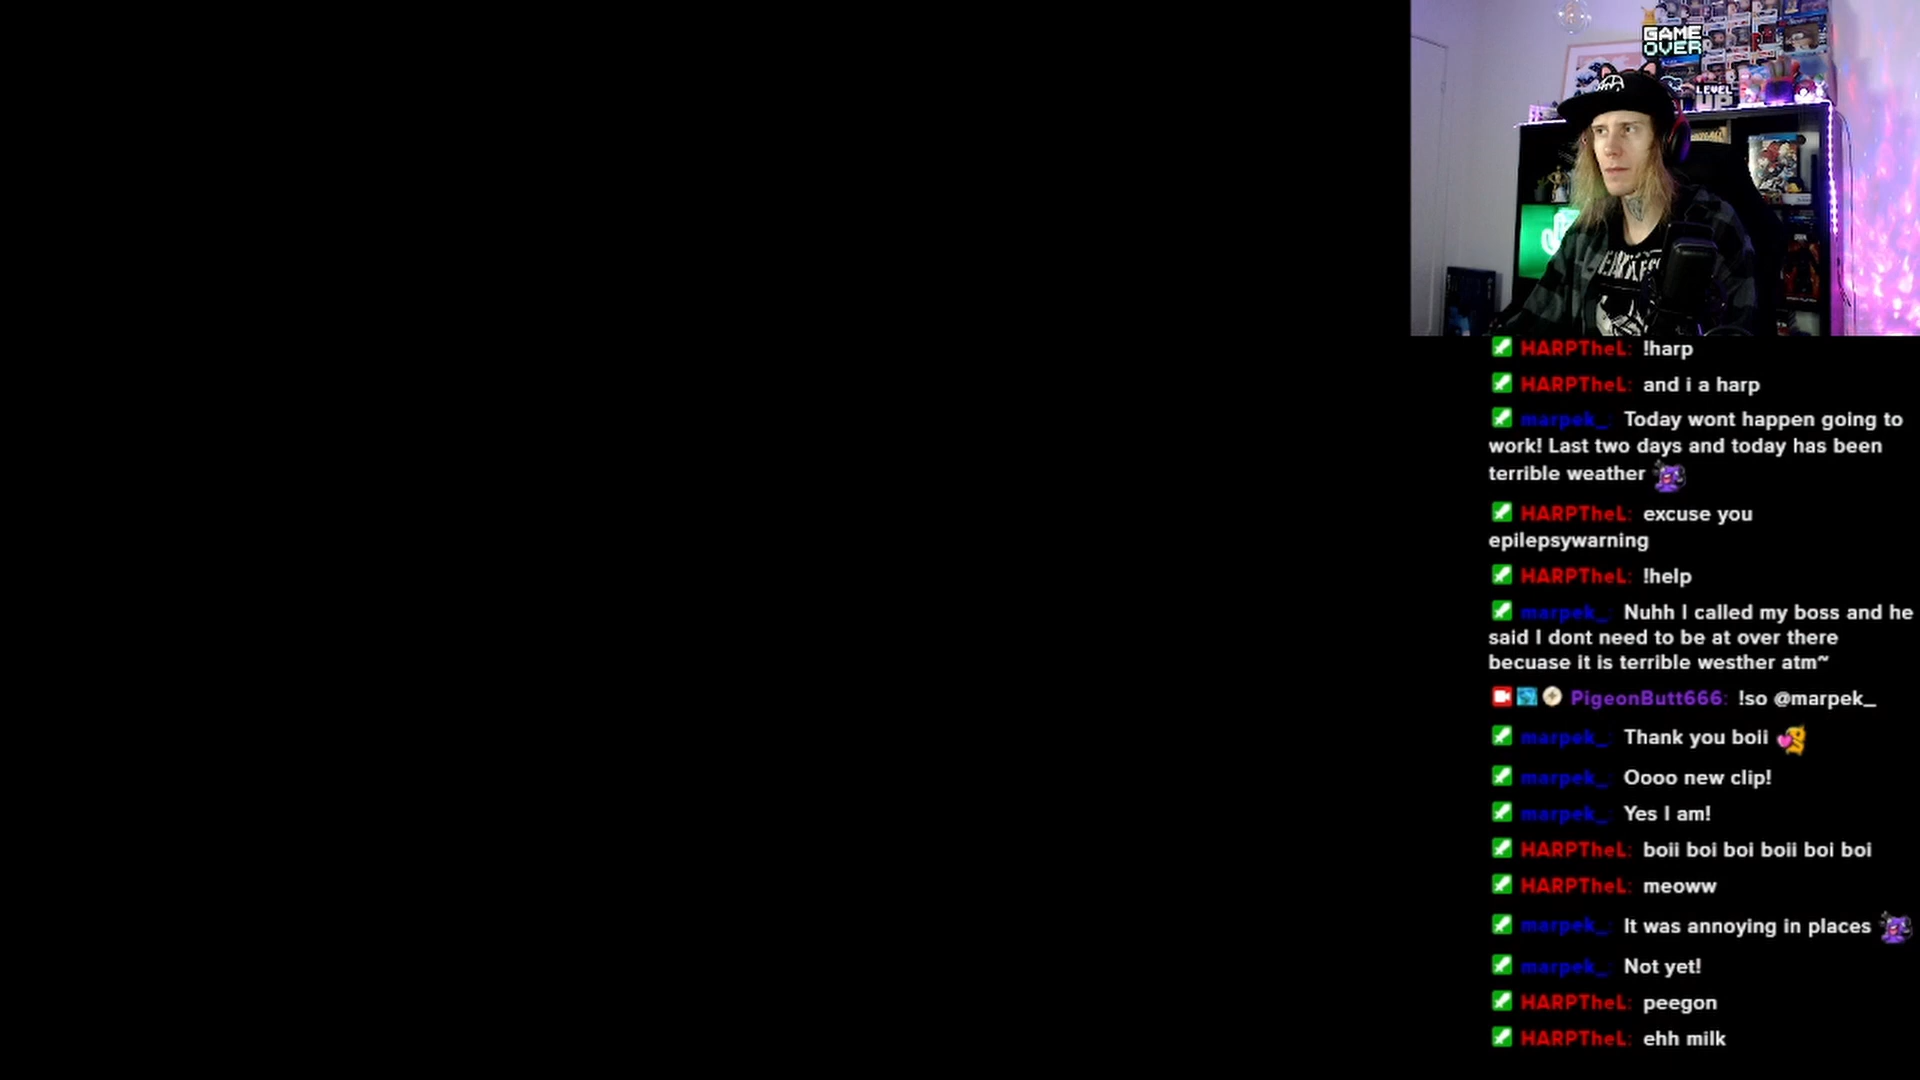 GAME
OVER
LEVEL
UP
HARPTheL: !harp
HARPTheL: and i a harp
marpek_: Today wont happen going to
work! Last two days and today has been
terrible weather
HARPTheL: excuse you
epilepsywarning
HARPTheL: !help
marpek_: Nuhh I called my boss and he
said I dont need to be at over there
becuase it is terrible westher atm~
PigeonButt666: !so @marpek_
marpek_: Thank you boii
marpek_: Oooo new clip!
marpek_: Yes I am!
HARPTheL: boii boi boi boii boi boi
HARPTheL: meoww
marpek_: It was annoying in places
marpek_: Not yet!
HARPTheL: peegon
HARPTheL: ehh milk